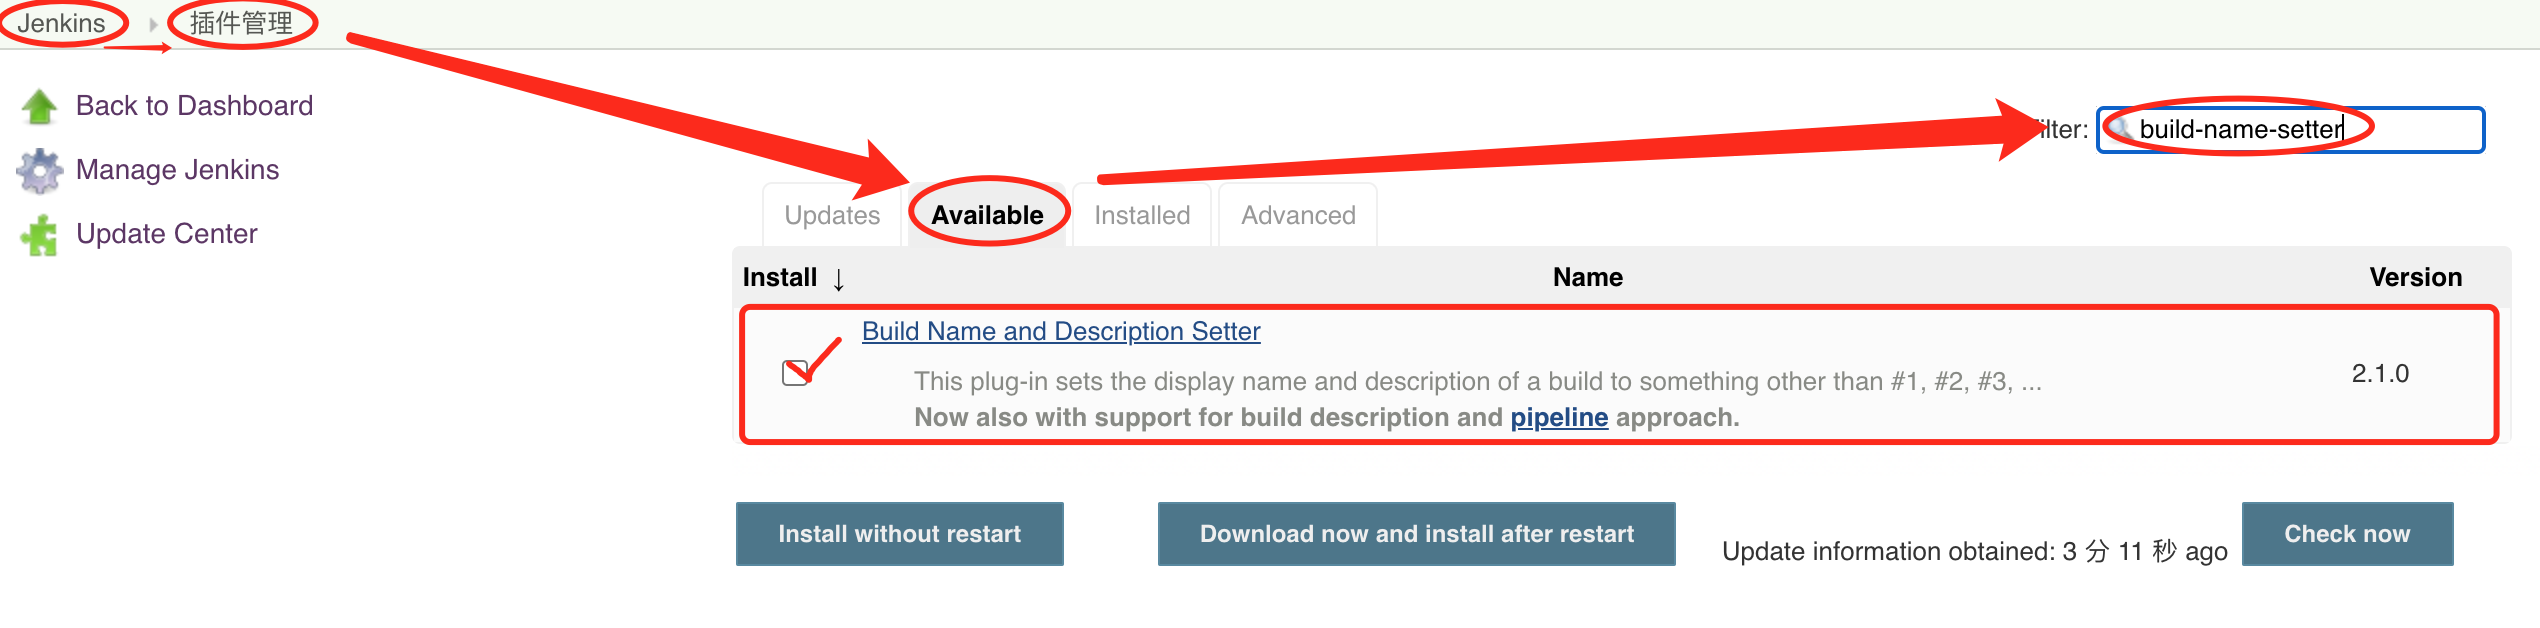 Jenkins 插件管理
Back to Dashboard
Manage Jenkins
Update Center
ilter: build-name-setter
Updates Available Installed Advanced
Install ↓ Name Version
Build Name and Description Setter
This plug-in sets the display name and description of a build to something other than #1, #2, #3, ...
Now also with support for build description and pipeline approach.
2.1.0
Install without restart Download now and install after restart Update information obtained: 3 分 11 秒 ago Check now